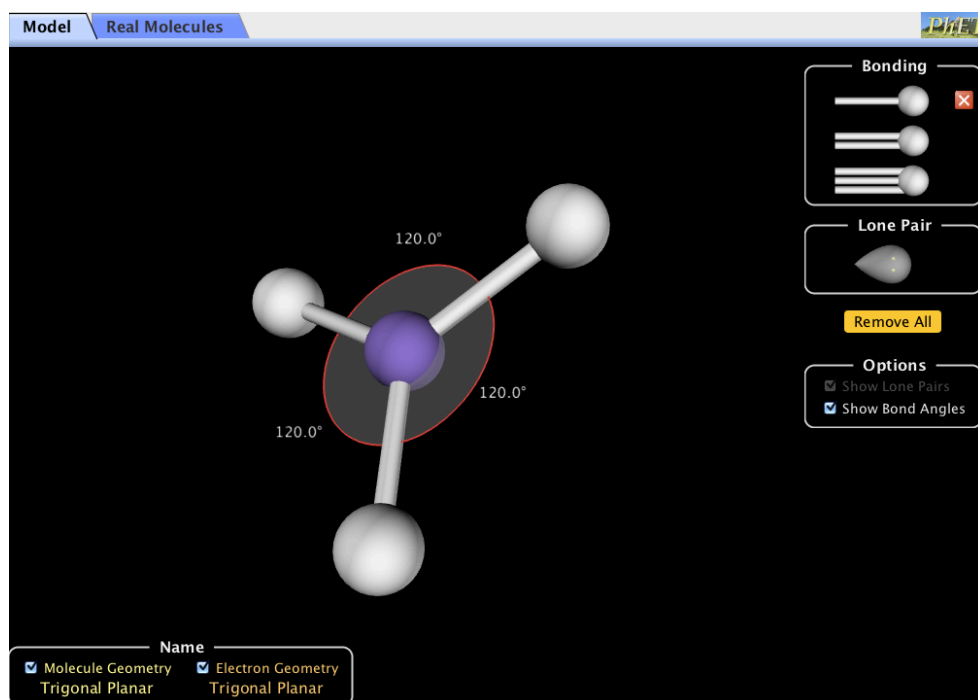 Model
Real Molecules
PhET
Bonding
Lone Pair
Remove All
Options
Show Lone Pairs
Show Bond Angles
120.0°
120.0°
120.0°
Name
Molecule Geometry
Electron Geometry
Trigonal Planar
Trigonal Planar